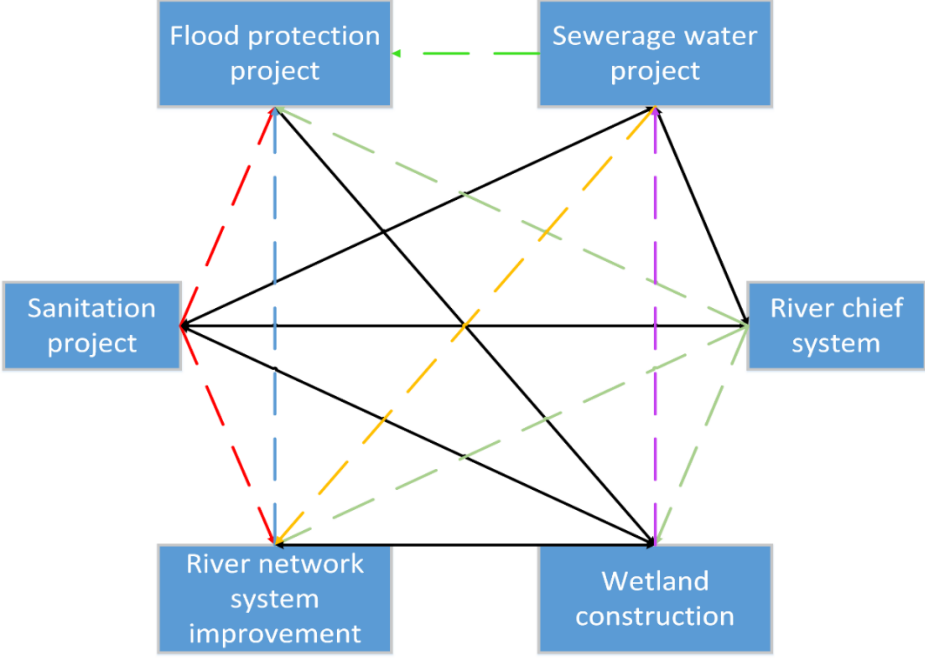 Flood protection
project
Sewerage water
project
Sanitation
project
River chief
system
River network
system
improvement
Wetland
construction